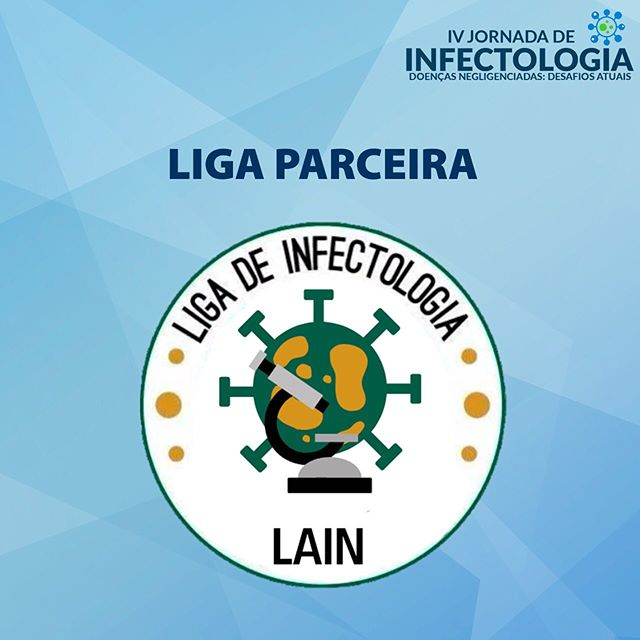 IV JORNADA DE
INFECTOLOGIA
DOENÇAS NEGLIGENCIADAS: DESAFIOS ATUAIS
LIGA PARCEIRA
LIGA DE INFECTOLOGIA
LAIN